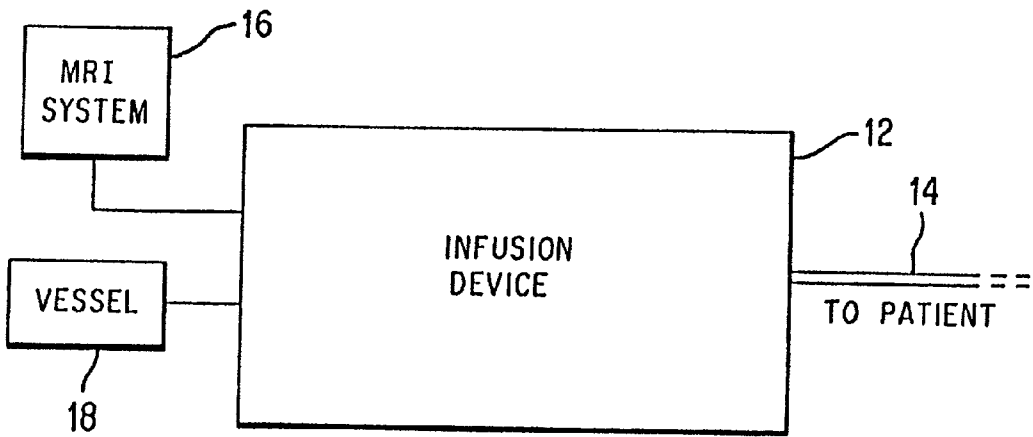 16
MRI
SYSTEM
12
14
INFUSION
DEVICE
VESSEL
TO PATIENT
18